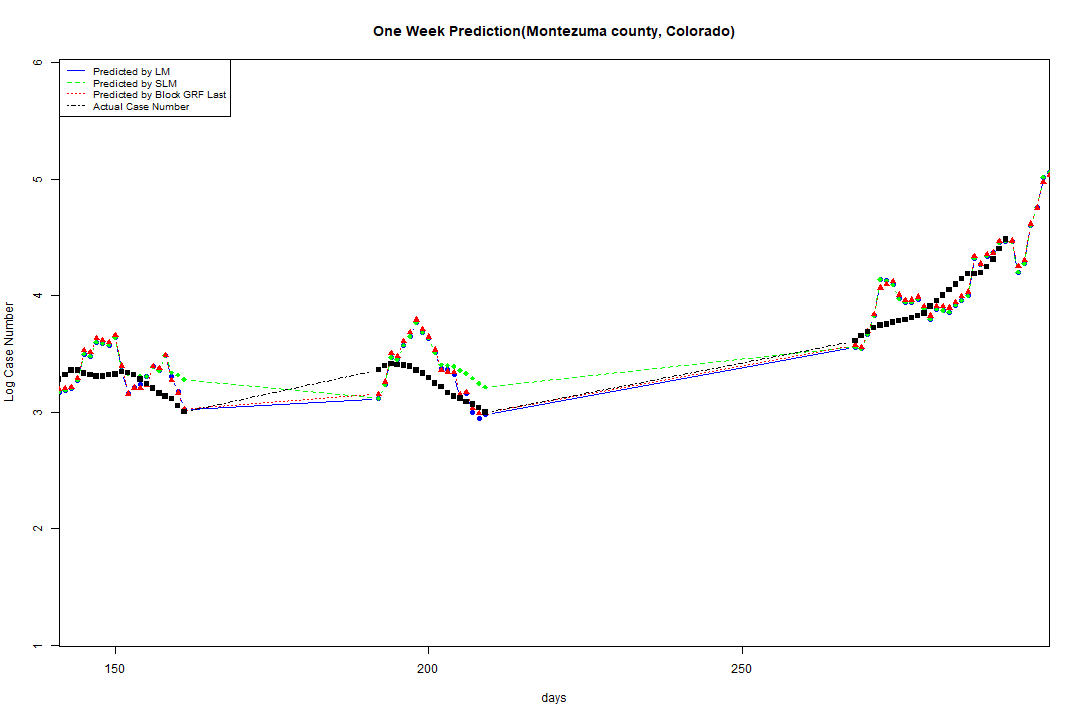 One Week Prediction(Montezuma county, Colorado)
Predicted by LM
Predicted by SLM
Predicted by Block GRF Last
Actual Case Number
Log Case Number
6
5
4
3
2
1
150
200
250
days